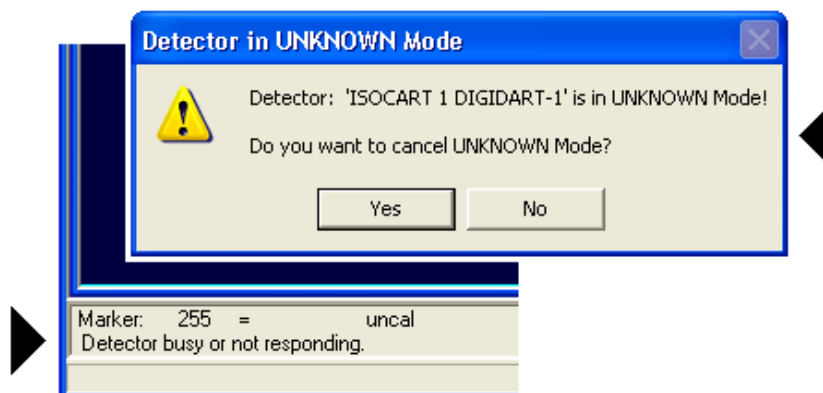 Detector in UNKNOWN Mode
Detector: 'ISOCART 1 DIGIDART-1' is in UNKNOWN Mode!
Do you want to cancel UNKNOWN Mode?
Yes No
Marker: 255 = uncal
Detector busy or not responding.